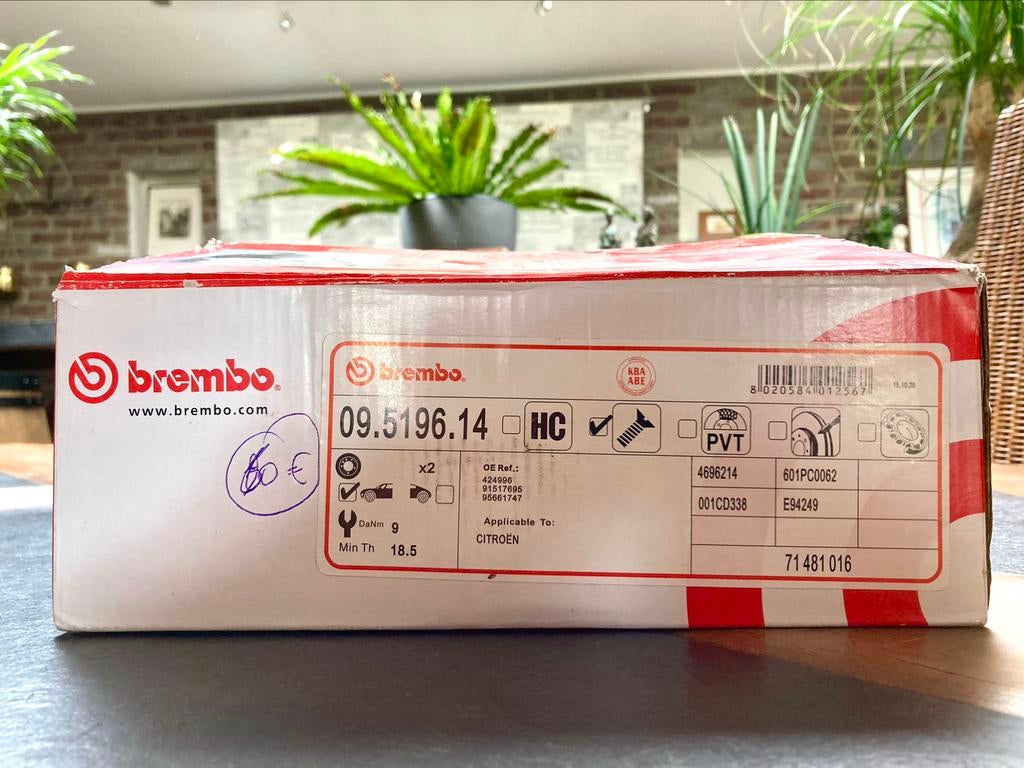 brembo®
www.brembo.com
60 €
brembo®
KBA
ABE
8 020584 012567
15.10.20
09.5196.14
HC
PVT
x2
DaNm 9
Min Th 18.5
OE Ref.:
424996
91517695
95661747
Applicable To:
CITROËN
4696214 601PC0062
001CD338 E94249
71 481 016